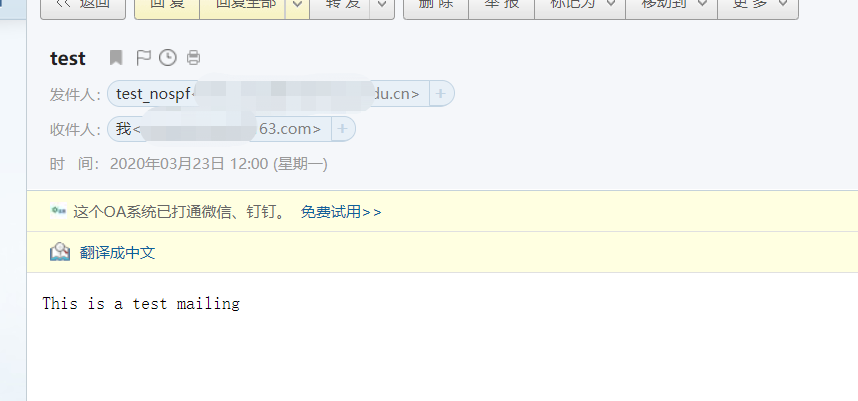 << 返回 回 复 回复全部 转 发 删 除 举 报 标记为 移动到 更 多
test
发件人： test_nospf du.cn> +
收件人： 我< 63.com> +
时 间： 2020年03月23日 12:00 (星期一)
这个OA系统已打通微信、钉钉。 免费试用>>
翻译成中文
This is a test mailing